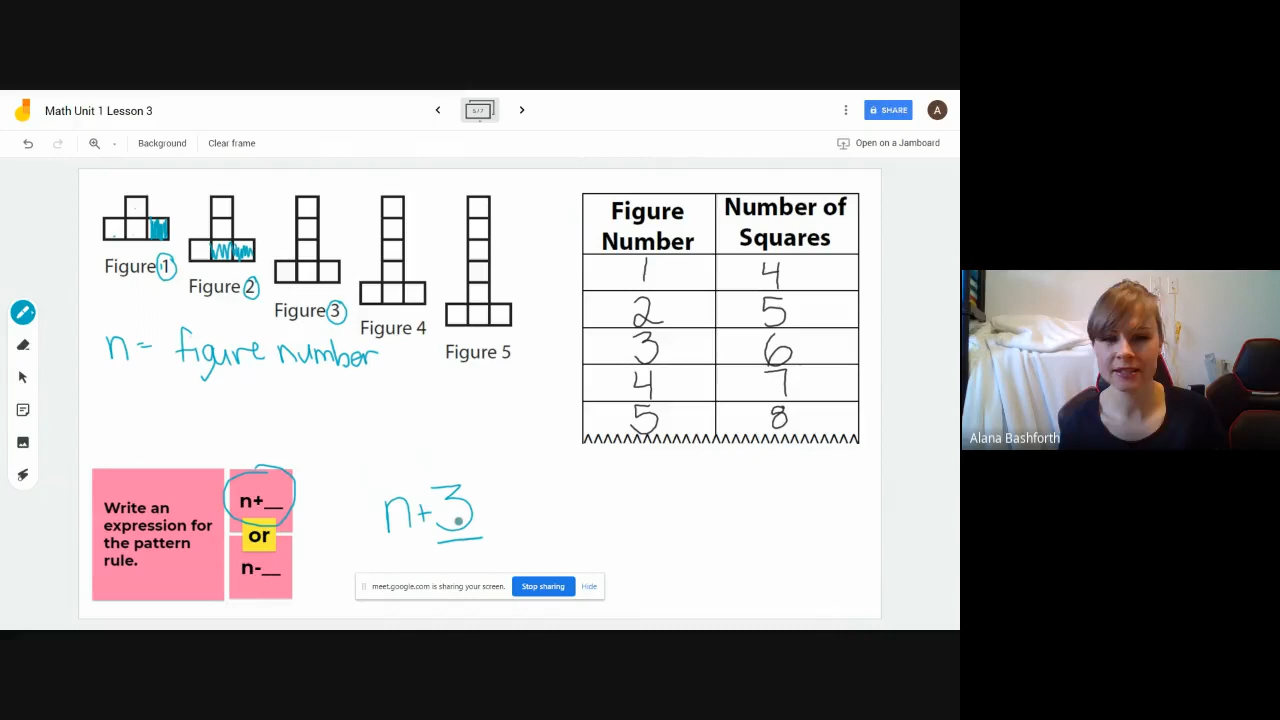 Math Unit 1 Lesson 3
6 / 7
SHARE
A
Background
Clear frame
Open on a Jamboard
Figure 1
Figure 2
Figure 3
Figure 4
Figure 5
n = figure number
Figure Number
Number of Squares
1 4
2 5
3 6
4 7
5 8
Write an
expression for
the pattern
rule.
n+__
or
n-__
n+3
meet.google.com is sharing your screen.
Stop sharing
Hide
Alana Bashforth